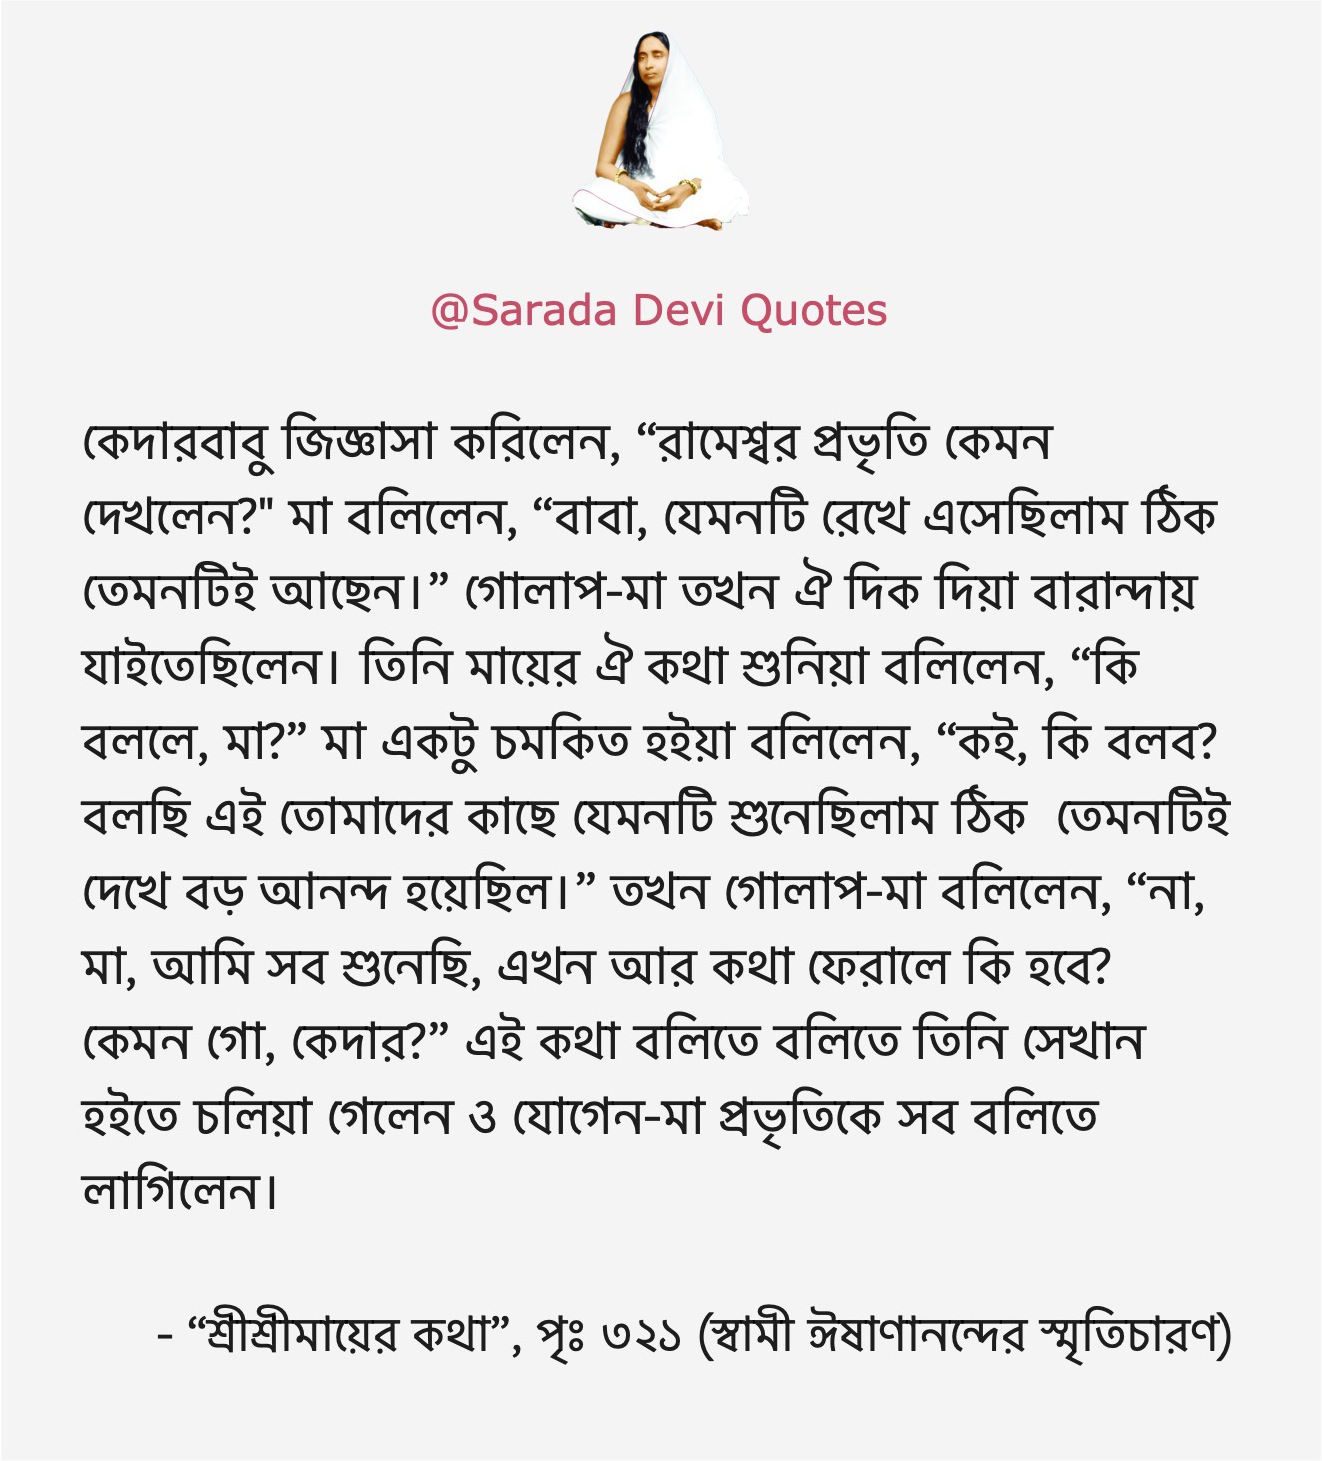 @Sarada Devi Quotes
কেদারবাবু জিজ্ঞাসা করিলেন, “রামেশ্বর প্রভৃতি কেমন
দেখলেন?" মা বলিলেন, “বাবা, যেমনটি রেখে এসেছিলাম ঠিক
তেমনটিই আছেন।” গোলাপ-মা তখন ঐ দিক দিয়া বারান্দায়
যাইতেছিলেন। তিনি মায়ের ঐ কথা শুনিয়া বলিলেন, “কি
বললে, মা?” মা একটু চমকিত হইয়া বলিলেন, “কই, কি বলব?
বলছি এই তোমাদের কাছে যেমনটি শুনেছিলাম ঠিক  তেমনটিই
দেখে বড় আনন্দ হয়েছিল।” তখন গোলাপ-মা বলিলেন, “না,
মা, আমি সব শুনেছি, এখন আর কথা ফেরালে কি হবে?
কেমন গো, কেদার?” এই কথা বলিতে বলিতে তিনি সেখান
হইতে চলিয়া গেলেন ও যোগেন-মা প্রভৃতিকে সব বলিতে
লাগিলেন।
- “শ্রীশ্রীমায়ের কথা”, পৃঃ ৩২১ (স্বামী ঈষাণানন্দের স্মৃতিচারণ)